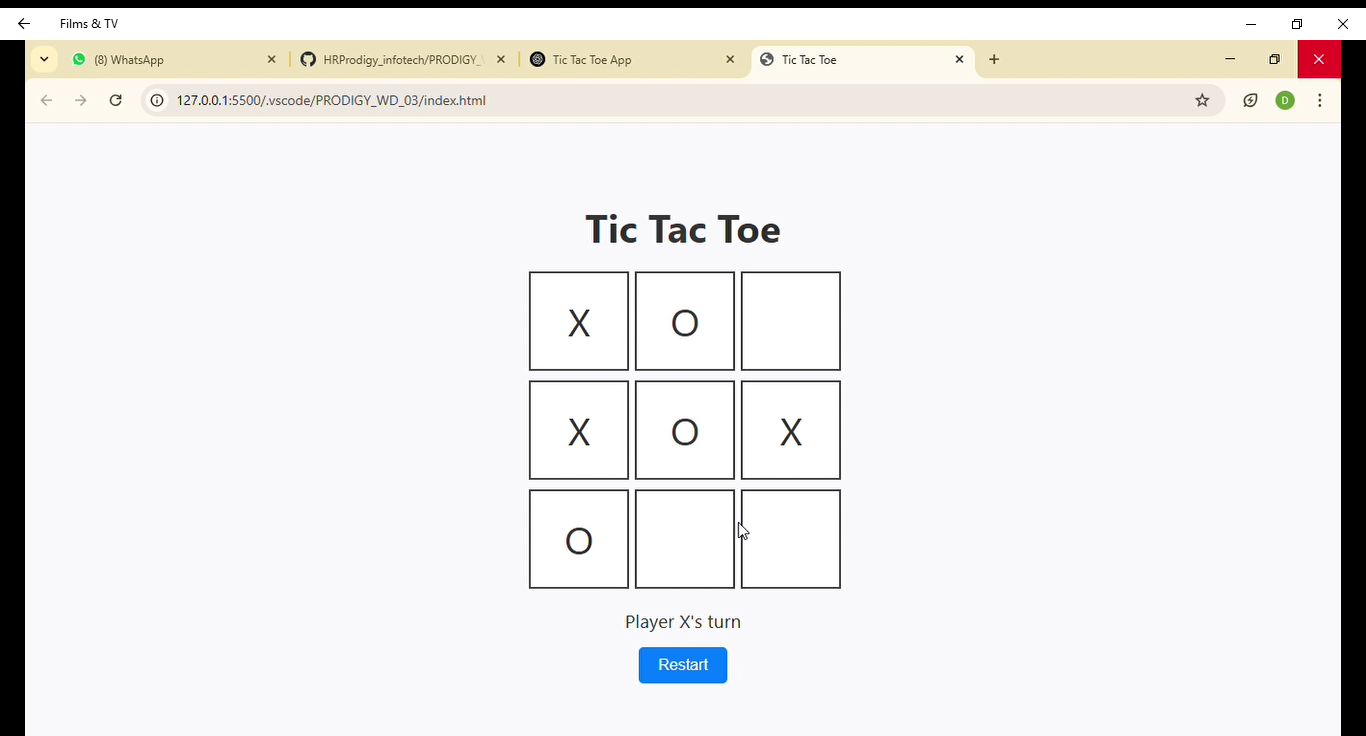 Films & TV
(8) WhatsApp
HRProdigy_infotech/PRODIGY_
Tic Tac Toe App
Tic Tac Toe
127.0.0.1:5500/.vscode/PRODIGY_WD_03/index.html
D
Tic Tac Toe
X O
X O X
O
Player X's turn
Restart